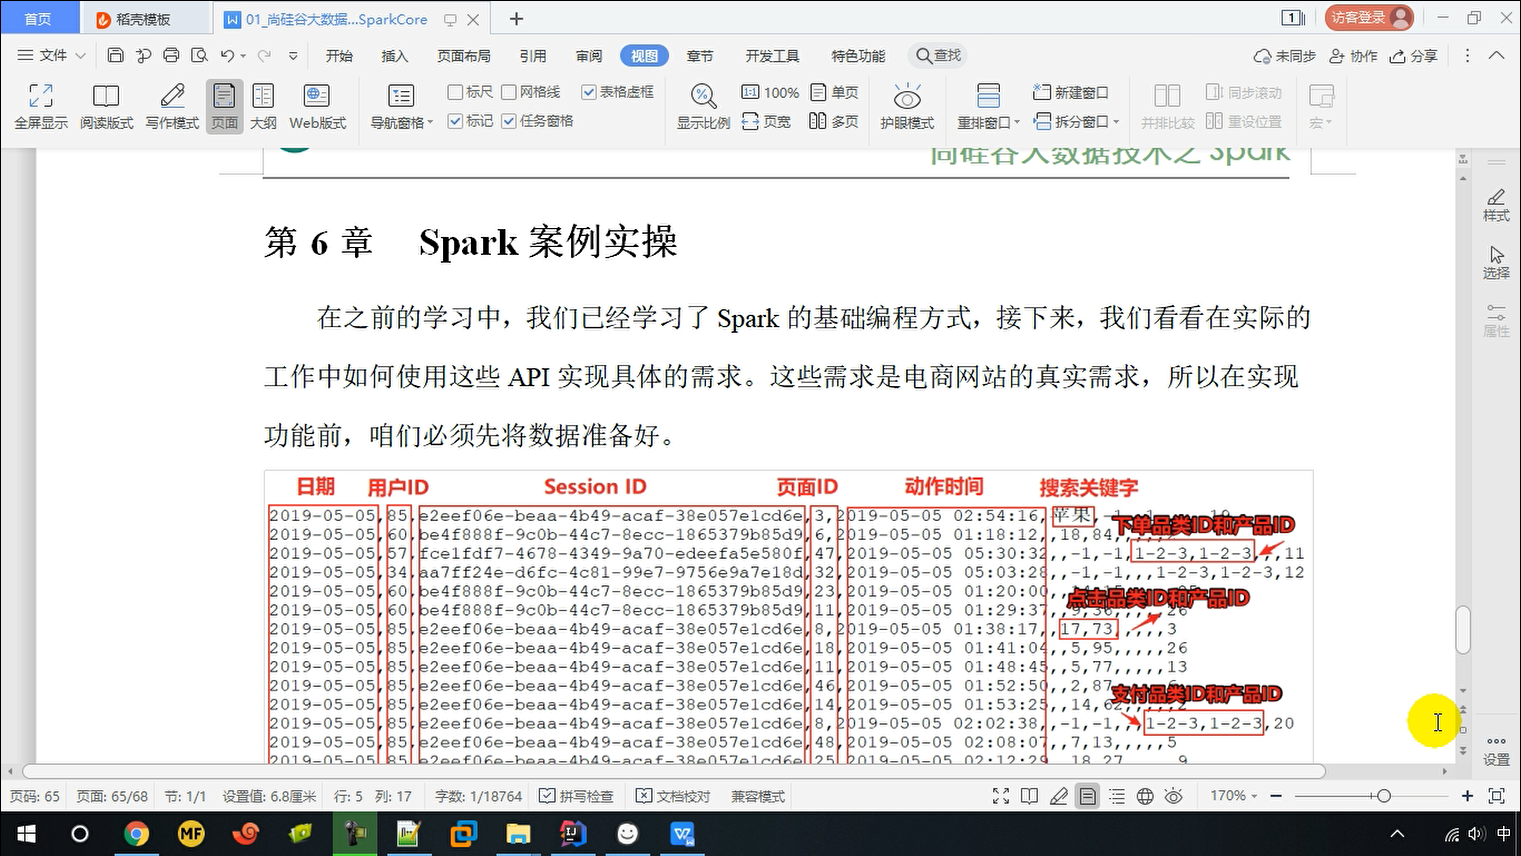 首页
稻壳模板
01_尚硅谷大数据...SparkCore
1
访客登录
文件
开始
插入
页面布局
引用
审阅
视图
章节
开发工具
特色功能
查找
未同步
协作
分享
全屏显示
阅读版式
写作模式
页面
大纲
Web版式
导航窗格
标尺
网格线
表格虚框
标记
任务窗格
显示比例
100%
单页
页宽
多页
护眼模式
重排窗口
新建窗口
拆分窗口
并排比较
同步滚动
重设位置
宏
尚硅谷大数据技术之 Spark
第 6 章 Spark 案例实操
在之前的学习中，我们已经学习了 Spark 的基础编程方式，接下来，我们看看在实际的
工作中如何使用这些 API 实现具体的需求。这些需求是电商网站的真实需求，所以在实现
功能前，咱们必须先将数据准备好。
日期 用户ID Session ID 页面ID 动作时间 搜索关键字
2019-05-05,85,e2eef06e-beaa-4b49-acaf-38e057e1cd6e,3,2019-05-05 02:54:16,苹果,
下单品类ID和产品ID
2019-05-05,60,be4f888f-9c0b-44c7-8ecc-1865379b85d9,6,2019-05-05 01:18:12,,18,84,
2019-05-05,57,fce1fdf7-4678-4349-9a70-edeefa5e580f,47,2019-05-05 05:30:32,,-1,-1,1-2-3,1-2-3,,,11
2019-05-05,34,aa7ff24e-d6fc-4c81-99e7-9756e9a7e18d,32,2019-05-05 05:03:28,,-1,-1,,,1-2-3,1-2-3,12
2019-05-05,60,be4f888f-9c0b-44c7-8ecc-1865379b85d9,23,2019-05-05 01:20:00,
点击品类ID和产品ID
2019-05-05,60,be4f888f-9c0b-44c7-8ecc-1865379b85d9,11,2019-05-05 01:29:37,,9,36,,,,,26
2019-05-05,85,e2eef06e-beaa-4b49-acaf-38e057e1cd6e,8,2019-05-05 01:38:17,,17,73,,,,,3
2019-05-05,85,e2eef06e-beaa-4b49-acaf-38e057e1cd6e,18,2019-05-05 01:41:04,,5,95,,,,,26
2019-05-05,85,e2eef06e-beaa-4b49-acaf-38e057e1cd6e,11,2019-05-05 01:48:45,,5,77,,,,,13
2019-05-05,85,e2eef06e-beaa-4b49-acaf-38e057e1cd6e,46,2019-05-05 01:52:50,,2,87
支付品类ID和产品ID
2019-05-05,85,e2eef06e-beaa-4b49-acaf-38e057e1cd6e,14,2019-05-05 01:53:25,,14,62,,,,,2
2019-05-05,85,e2eef06e-beaa-4b49-acaf-38e057e1cd6e,8,2019-05-05 02:02:38,,-1,-1,,,1-2-3,1-2-3,20
2019-05-05,85,e2eef06e-beaa-4b49-acaf-38e057e1cd6e,48,2019-05-05 02:08:07,,7,13,,,,,5
2019-05-05,85,e2eef06e-beaa-4b49-acaf-38e057e1cd6e,25,2019-05-05 02:12:29,,18,27,,,,,9
样式
选择
属性
设置
页码: 65
页面: 65/68
节: 1/1
设置值: 6.8厘米
行: 5
列: 17
字数: 1/18764
拼写检查
文档校对
兼容模式
170%
MF
中